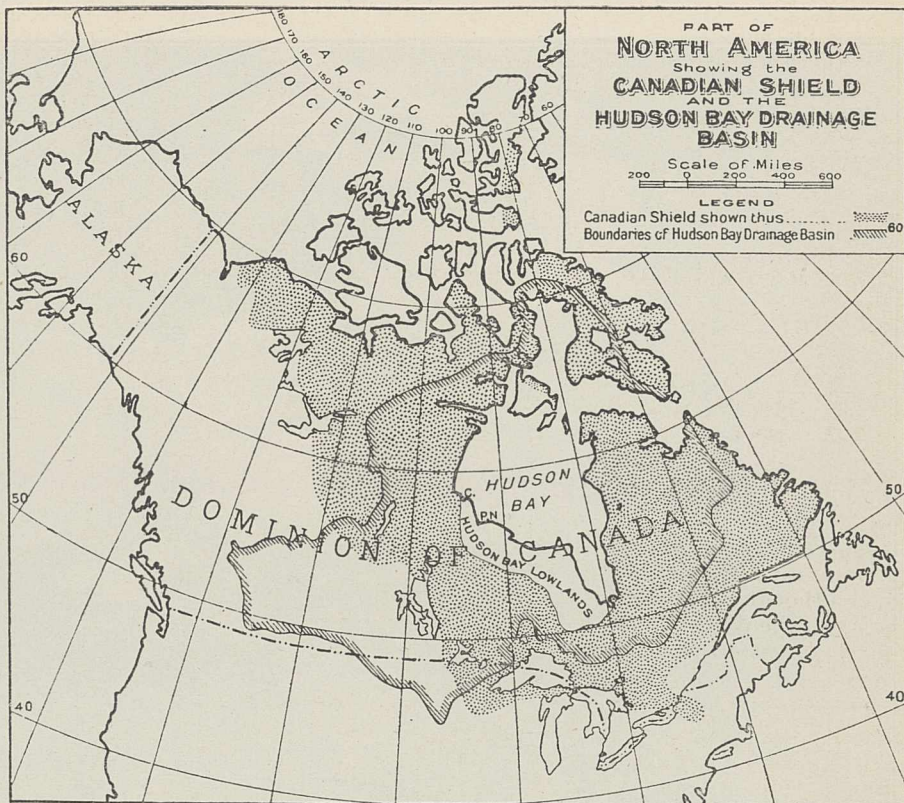 PART OF
NORTH AMERICA
Showing the
CANADIAN SHIELD
AND THE
HUDSON BAY DRAINAGE
BASIN
Scale of Miles
200 0 200 400 600
LEGEND
Canadian Shield shown thus
Boundaries of Hudson Bay Drainage Basin
180 170 160 150 140 130 120 110 100 90 80 70 60
ARCTIC
OCEAN
ALASKA
60
60
50
50
40
40
DOMINION OF CANADA
HUDSON
BAY
C.
P.N
HUDSON BAY LOWLANDS